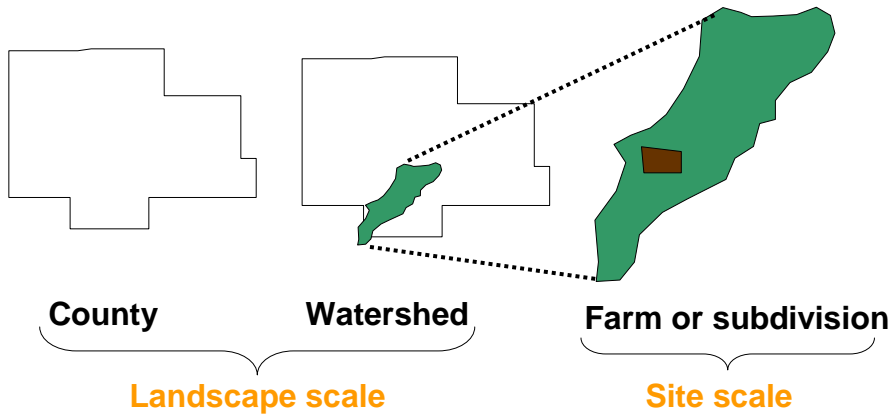 County
Watershed
Farm or subdivision
Landscape scale
Site scale